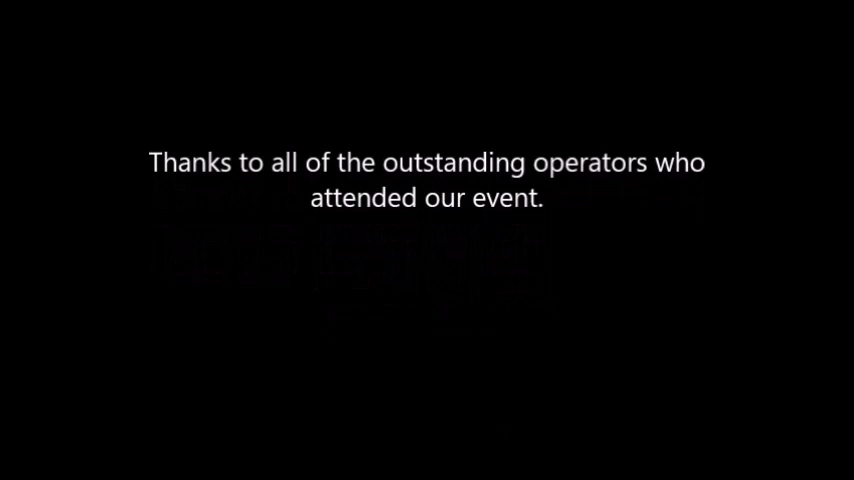 Thanks to all of the outstanding operators who
attended our event.